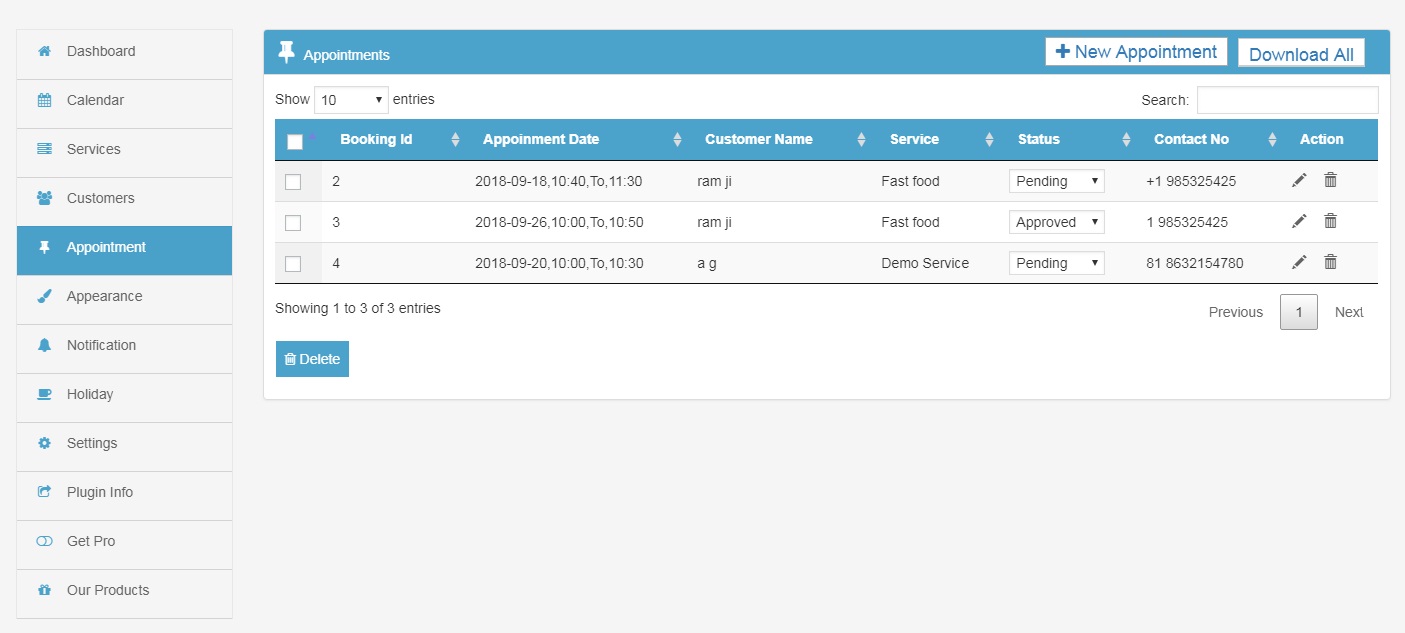 Dashboard
Calendar
Services
Customers
Appointment
Appearance
Notification
Holiday
Settings
Plugin Info
Get Pro
Our Products
Appointments
New Appointment
Download All
Show 10 entries
Search:
Booking Id Appoinment Date Customer Name Service Status Contact No Action
2 2018-09-18,10:40,To,11:30 ram ji Fast food Pending +1 985325425
3 2018-09-26,10:00,To,10:50 ram ji Fast food Approved 1 985325425
4 2018-09-20,10:00,To,10:30 a g Demo Service Pending 81 8632154780
Showing 1 to 3 of 3 entries
Previous 1 Next
Delete